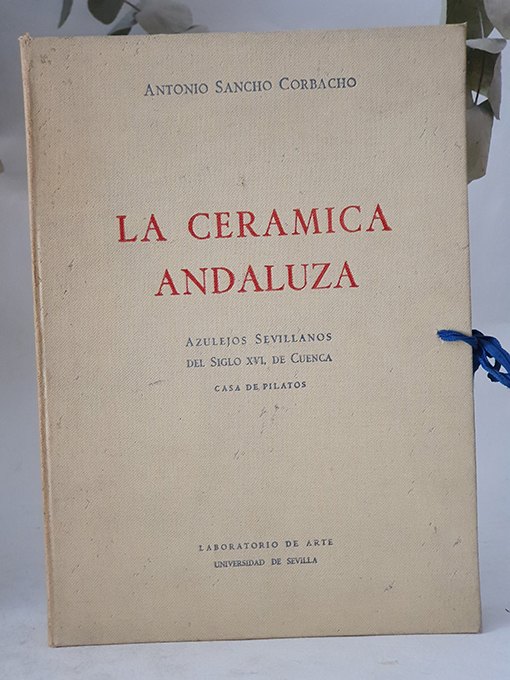 ANTONIO SANCHO CORBACHO
LA CERAMICA
ANDALUZA
AZULEJOS SEVILLANOS
DEL SIGLO XVI, DE CUENCA
CASA DE PILATOS
LABORATORIO DE ARTE
UNIVERSIDAD DE SEVILLA